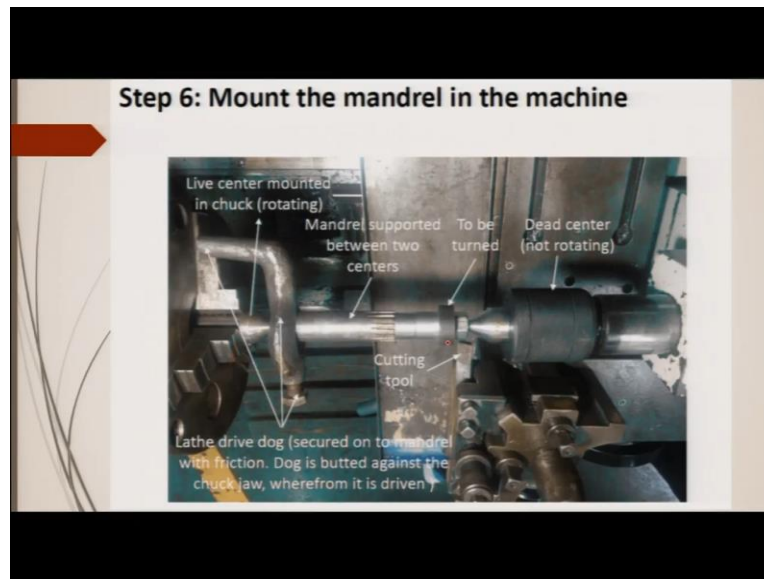 Step 6: Mount the mandrel in the machine
Live center mounted
in chuck (rotating)
Mandrel supported
between two
centers
To be
turned
Dead center
(not rotating)
Cutting
tool
Lathe drive dog (secured on to mandrel
with friction. Dog is butted against the
chuck jaw, wherefrom it is driven )